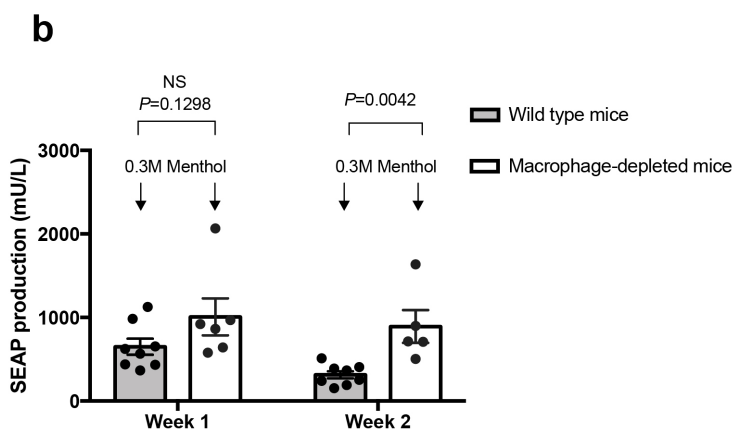 b
NS
P=0.1298
P=0.0042
Wild type mice
Macrophage-depleted mice
0.3M Menthol
0.3M Menthol
SEAP production (mU/L)
3000
2000
1000
0
Week 1
Week 2